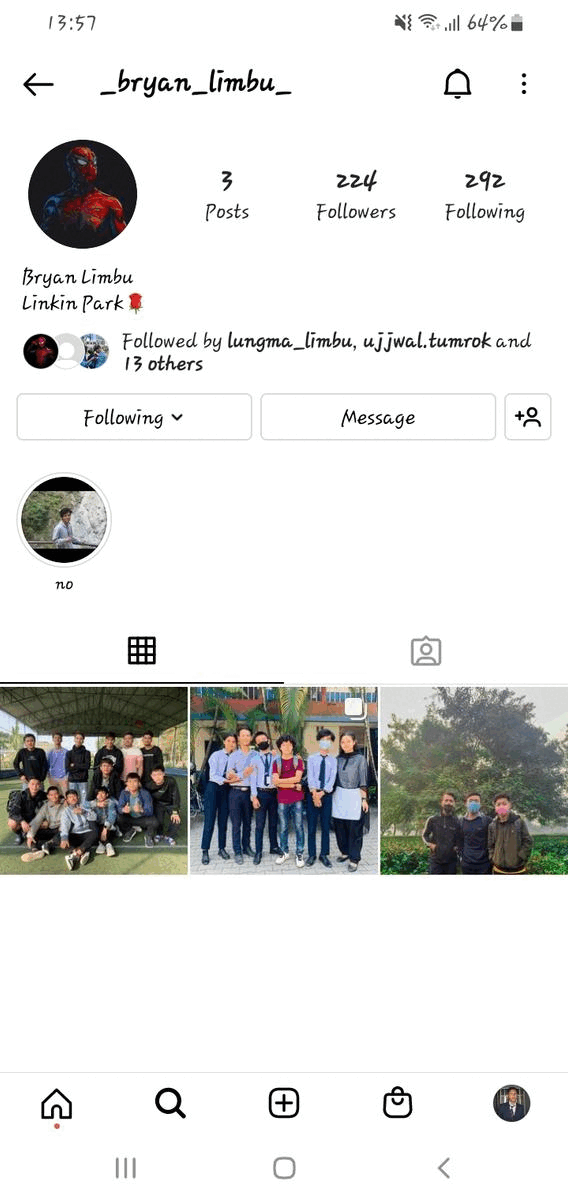 13:57
64%
_bryan_limbu_
3
224
292
Posts
Followers
Following
Bryan Limbu
Linkin Park🌹
Followed by lungma_limbu, ujjwal.tumrok and
13 others
Following
Message
no